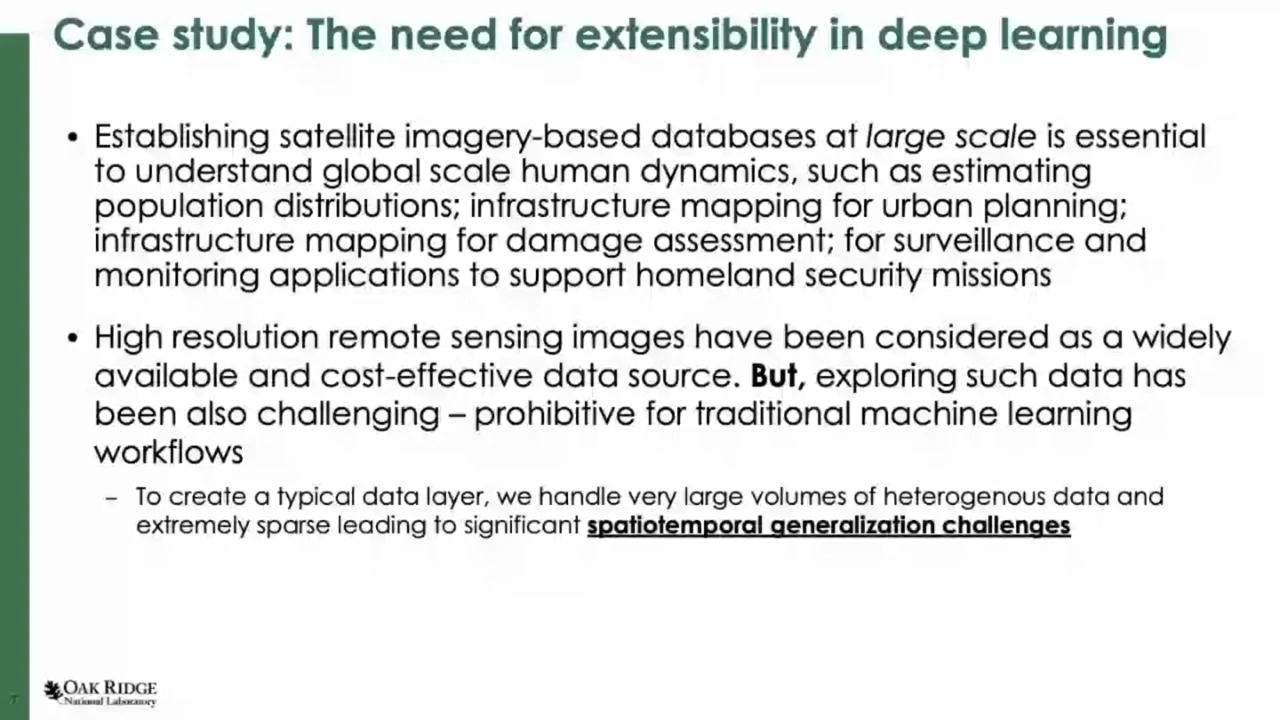 Case study: The need for extensibility in deep learning
• Establishing satellite imagery-based databases at large scale is essential
to understand global scale human dynamics, such as estimating
population distributions; infrastructure mapping for urban planning;
infrastructure mapping for damage assessment; for surveillance and
monitoring applications to support homeland security missions
• High resolution remote sensing images have been considered as a widely
available and cost-effective data source. But, exploring such data has
been also challenging – prohibitive for traditional machine learning
workflows
– To create a typical data layer, we handle very large volumes of heterogenous data and
extremely sparse leading to significant spatiotemporal generalization challenges
7
OAK RIDGE
National Laboratory